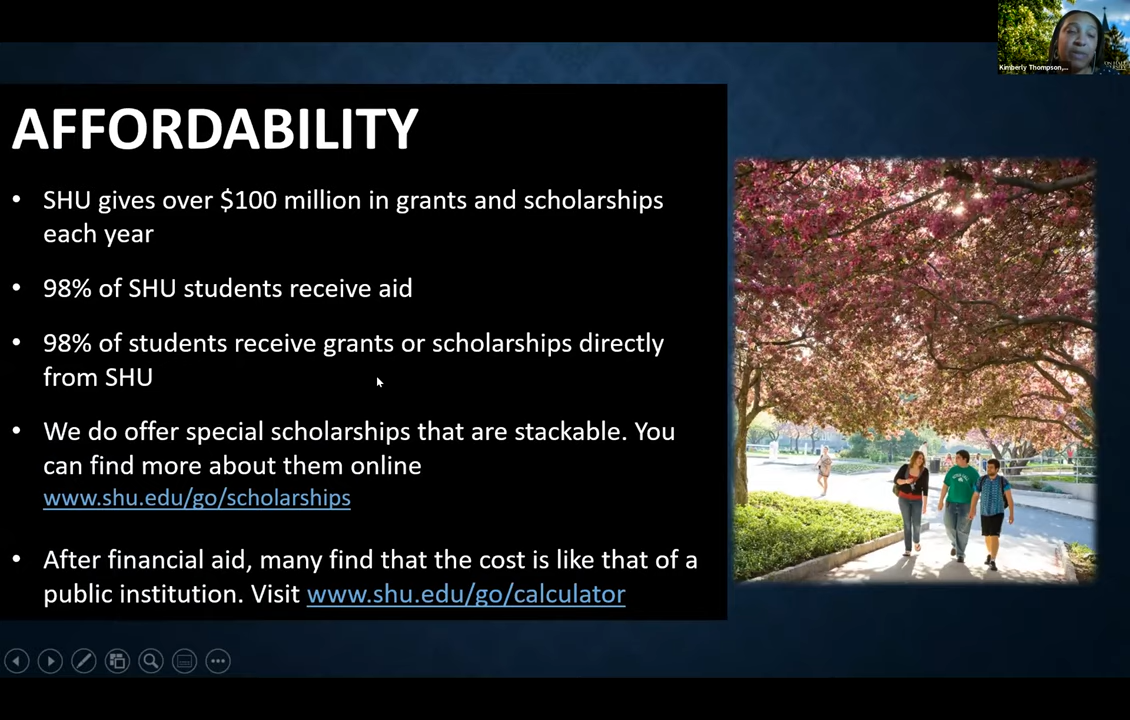 Kimberly Thompson,...
AFFORDABILITY
• SHU gives over $100 million in grants and scholarships
each year
• 98% of SHU students receive aid
• 98% of students receive grants or scholarships directly
from SHU
• We do offer special scholarships that are stackable. You
can find more about them online
www.shu.edu/go/scholarships
• After financial aid, many find that the cost is like that of a
public institution. Visit www.shu.edu/go/calculator